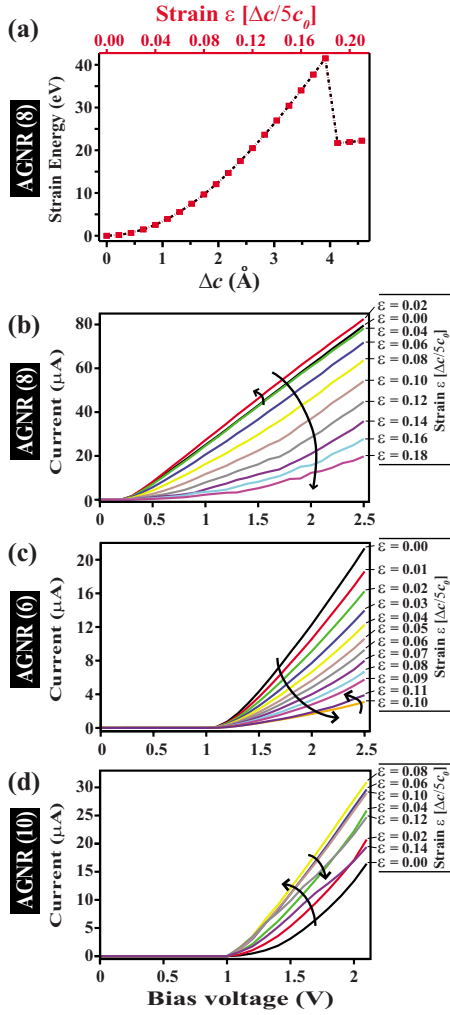 (a)
Strain ε [Δc/5c₀]
0.00 0.04 0.08 0.12 0.16 0.20
AGNR (8)
Strain Energy (eV)
40
30
20
10
0
0 1 2 3 4
Δc (Å)
(b)
AGNR (8)
Current (μA)
80
60
40
20
0
0 0.5 1 1.5 2 2.5
ε = 0.02
ε = 0.00
ε = 0.04
ε = 0.06
ε = 0.08
ε = 0.10
ε = 0.12
ε = 0.14
ε = 0.16
ε = 0.18
Strain ε [Δc/5c₀]
(c)
AGNR (6)
Current (μA)
20
16
12
8
4
0
0 0.5 1 1.5 2 2.5
ε = 0.00
ε = 0.01
ε = 0.02
ε = 0.03
ε = 0.04
ε = 0.05
ε = 0.06
ε = 0.07
ε = 0.08
ε = 0.09
ε = 0.11
ε = 0.10
Strain ε [Δc/5c₀]
(d)
AGNR (10)
Current (μA)
30
25
20
15
10
5
0
0 0.5 1 1.5 2
ε = 0.08
ε = 0.06
ε = 0.10
ε = 0.04
ε = 0.12
ε = 0.02
ε = 0.14
ε = 0.00
Strain ε [Δc/5c₀]
Bias voltage (V)